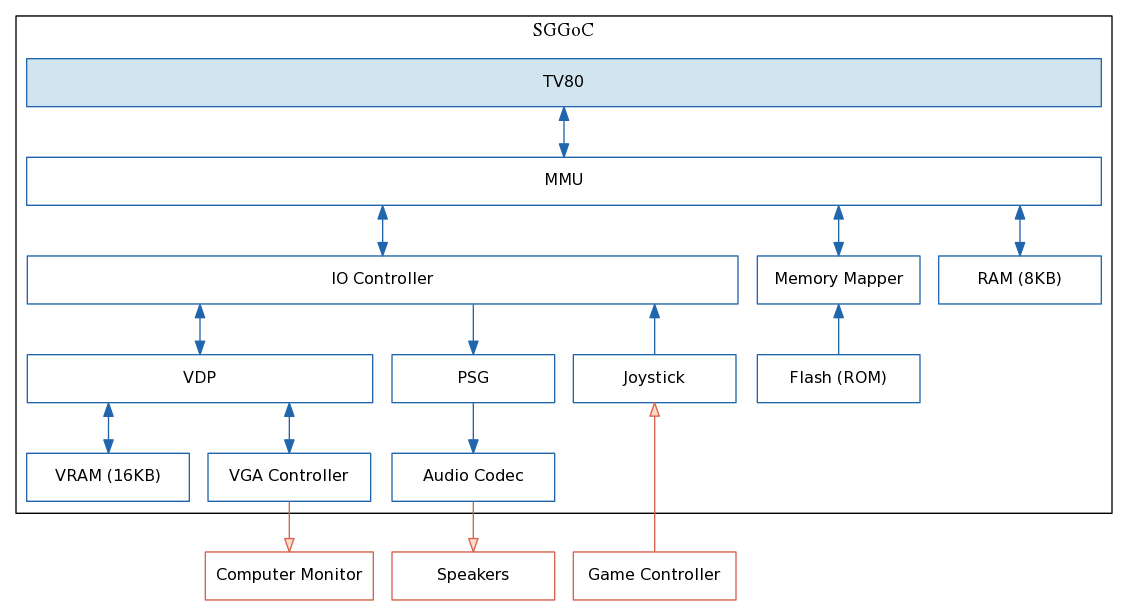 SGGoC
TV80
MMU
IO Controller
Memory Mapper
RAM (8KB)
VDP
PSG
Joystick
Flash (ROM)
VRAM (16KB)
VGA Controller
Audio Codec
Computer Monitor
Speakers
Game Controller